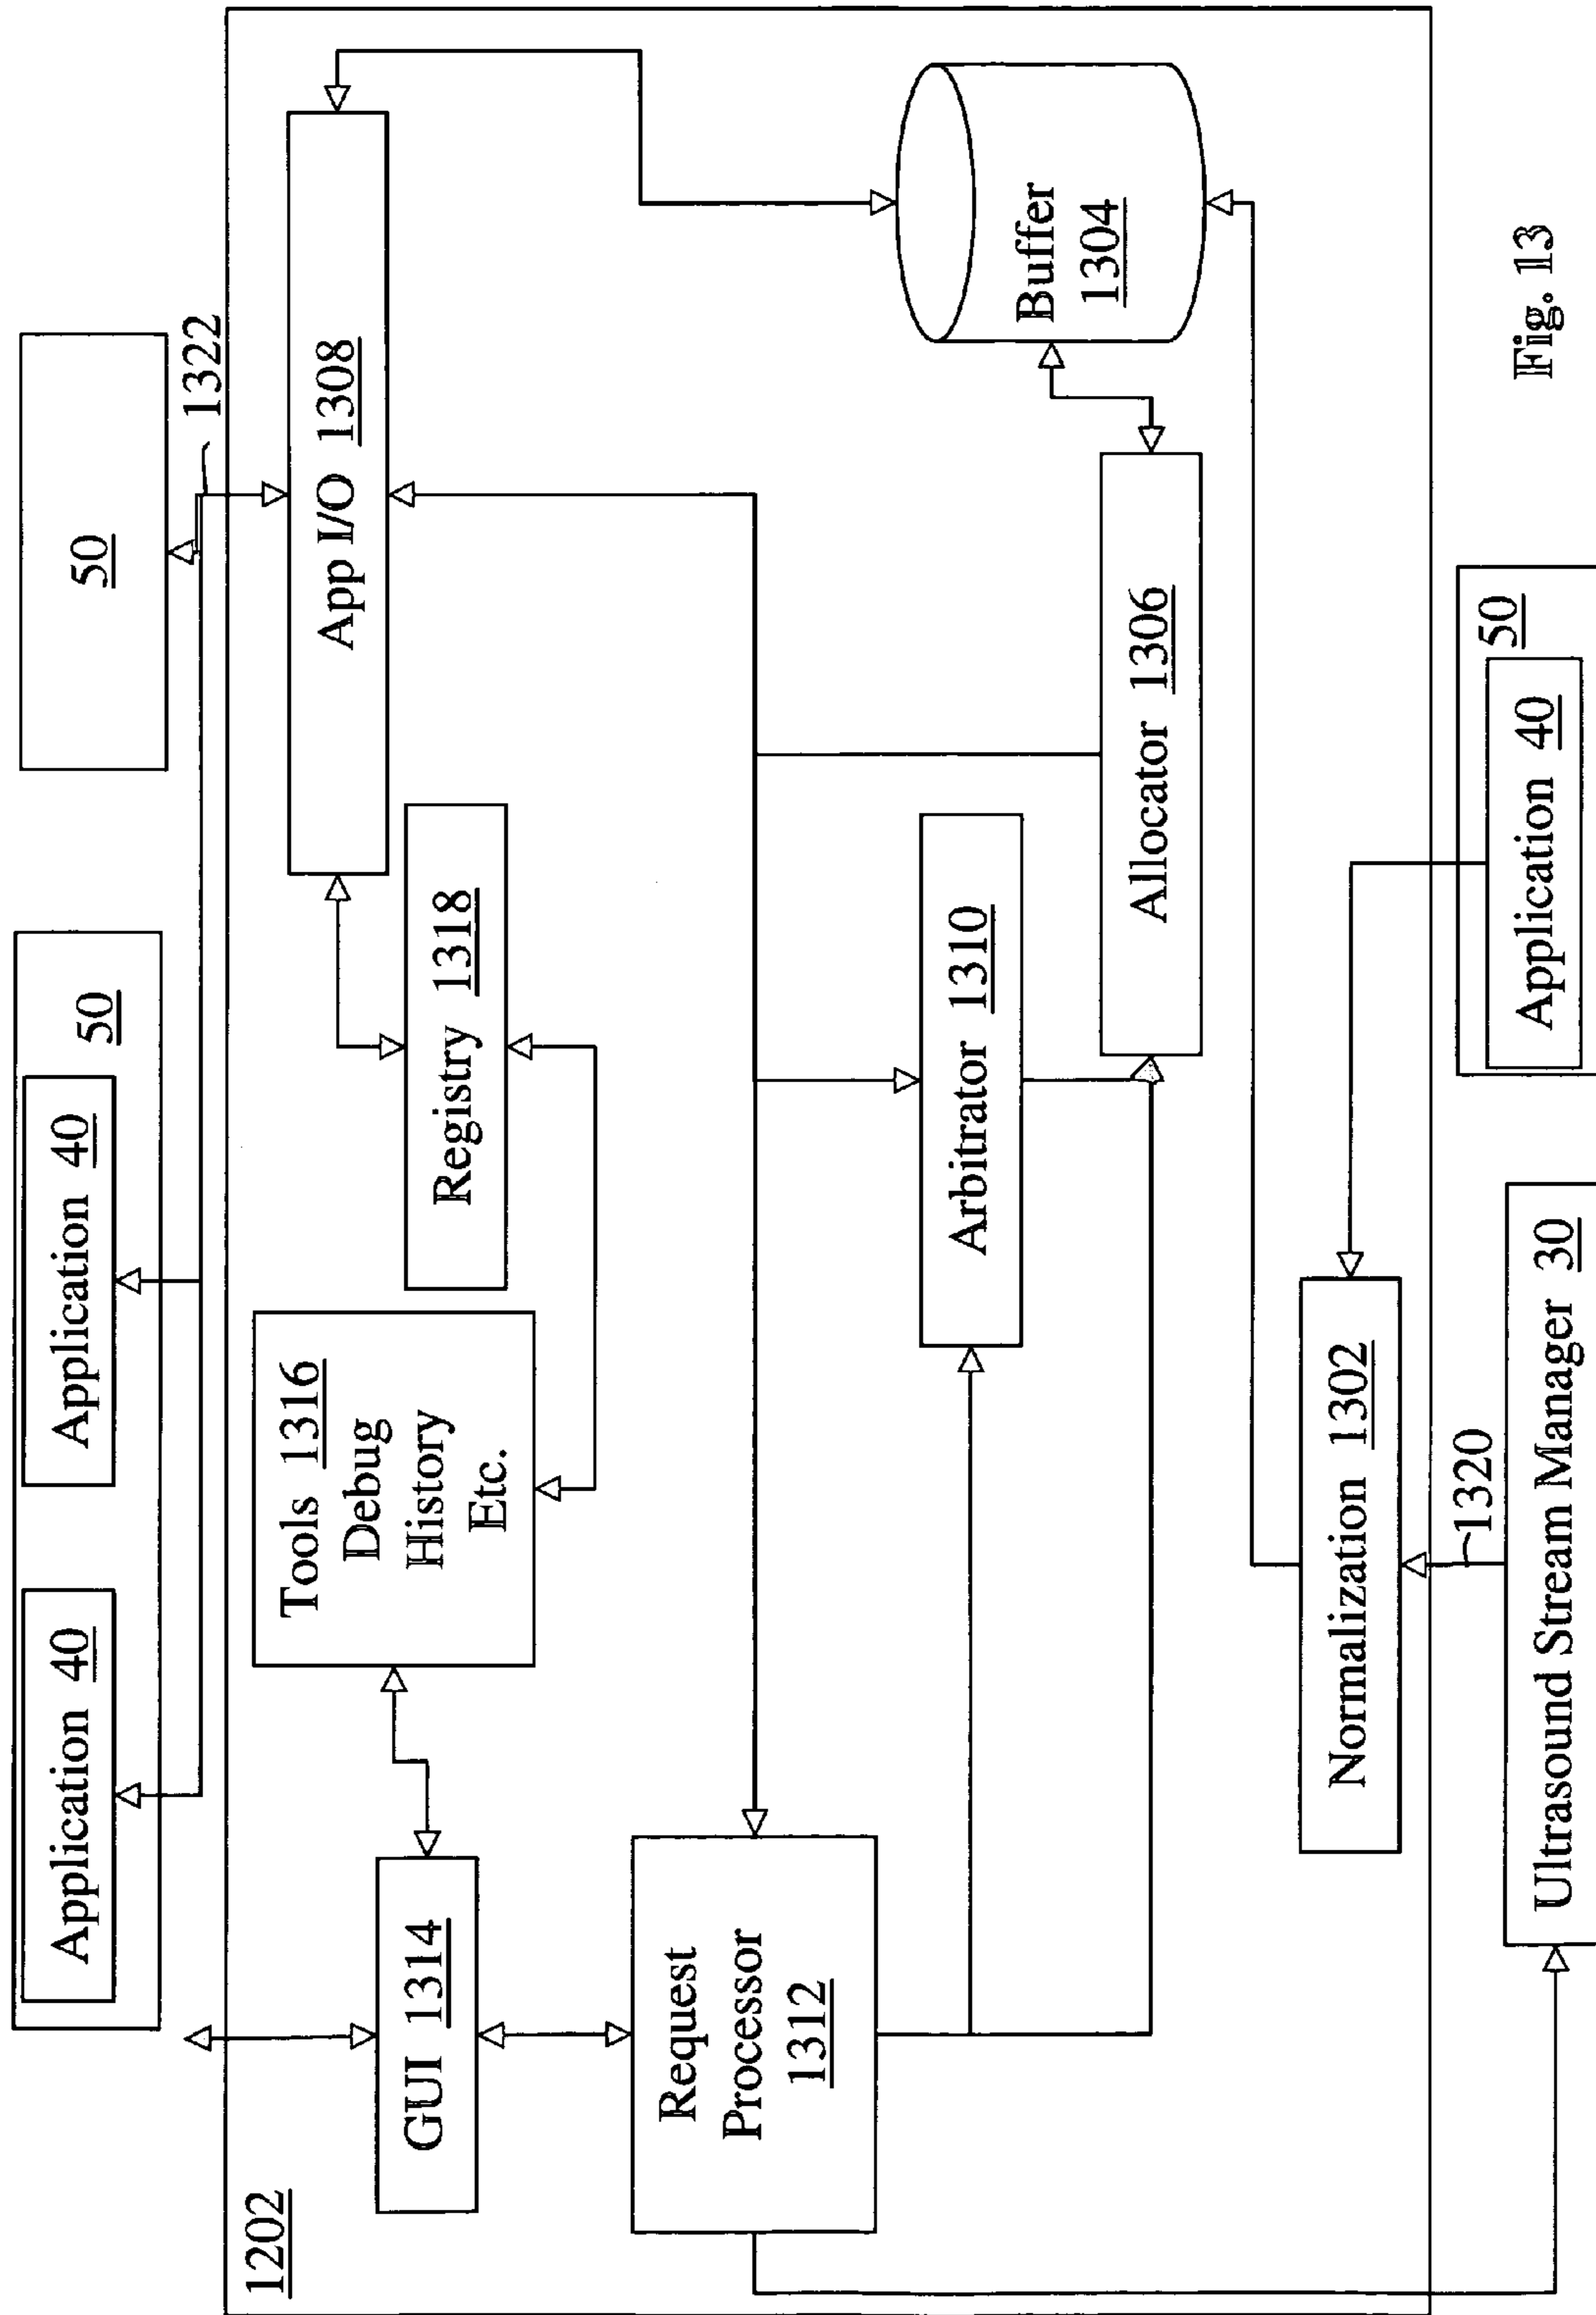 Application 40
Application 40
50
50
1322
1202
GUI 1314
Tools 1316
Debug
History
Etc.
Registry 1318
App I/O 1308
Request
Processor
1312
Arbitrator 1310
Allocator 1306
Buffer
1304
Normalization 1302
1320
Ultrasound Stream Manager 30
50
Application 40
Fig. 13